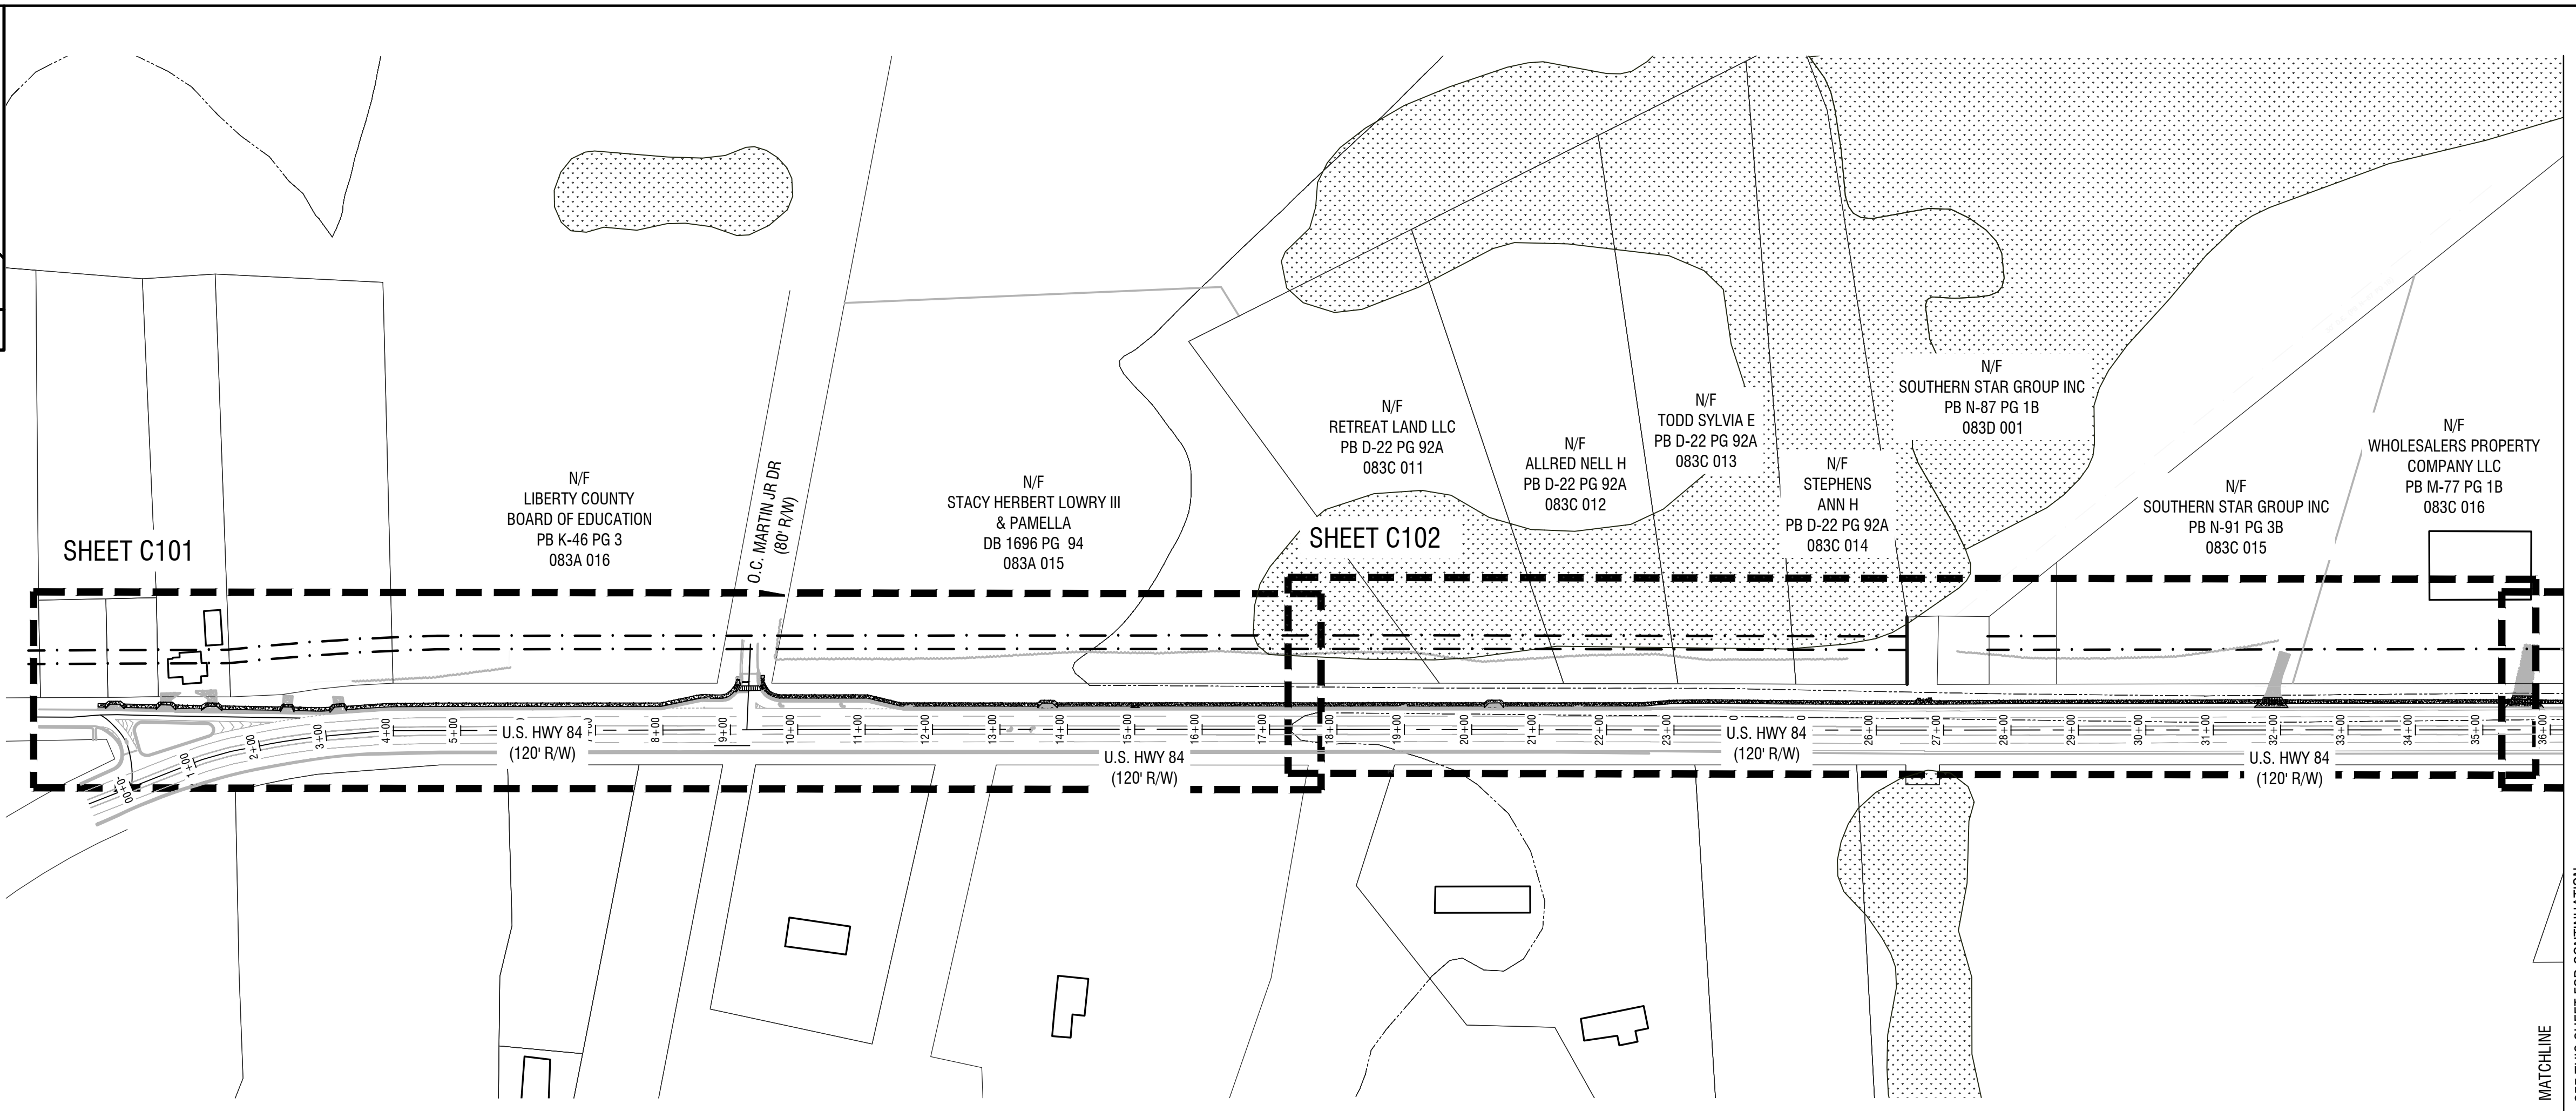 SHEET C101
N/F
LIBERTY COUNTY
BOARD OF EDUCATION
PB K-46 PG 3
083A 016
O.C. MARTIN JR DR
(80' R/W)
N/F
STACY HERBERT LOWRY III
& PAMELLA
DB 1696 PG 94
083A 015
SHEET C102
N/F
RETREAT LAND LLC
PB D-22 PG 92A
083C 011
N/F
ALLRED NELL H
PB D-22 PG 92A
083C 012
N/F
TODD SYLVIA E
PB D-22 PG 92A
083C 013
N/F
STEPHENS
ANN H
PB D-22 PG 92A
083C 014
N/F
SOUTHERN STAR GROUP INC
PB N-87 PG 1B
083D 001
N/F
SOUTHERN STAR GROUP INC
PB N-91 PG 3B
083C 015
N/F
WHOLESALERS PROPERTY
COMPANY LLC
PB M-77 PG 1B
083C 016
1+00
2+00
3+00
4+00
5+00
8+00
9+00
10+00
11+00
12+00
13+00
14+00
15+00
16+00
17+00
18+00
19+00
20+00
21+00
22+00
23+00
26+00
27+00
28+00
29+00
30+00
31+00
32+00
33+00
34+00
35+00
36+00
U.S. HWY 84
(120' R/W)
U.S. HWY 84
(120' R/W)
U.S. HWY 84
(120' R/W)
U.S. HWY 84
(120' R/W)
MATCHLINE